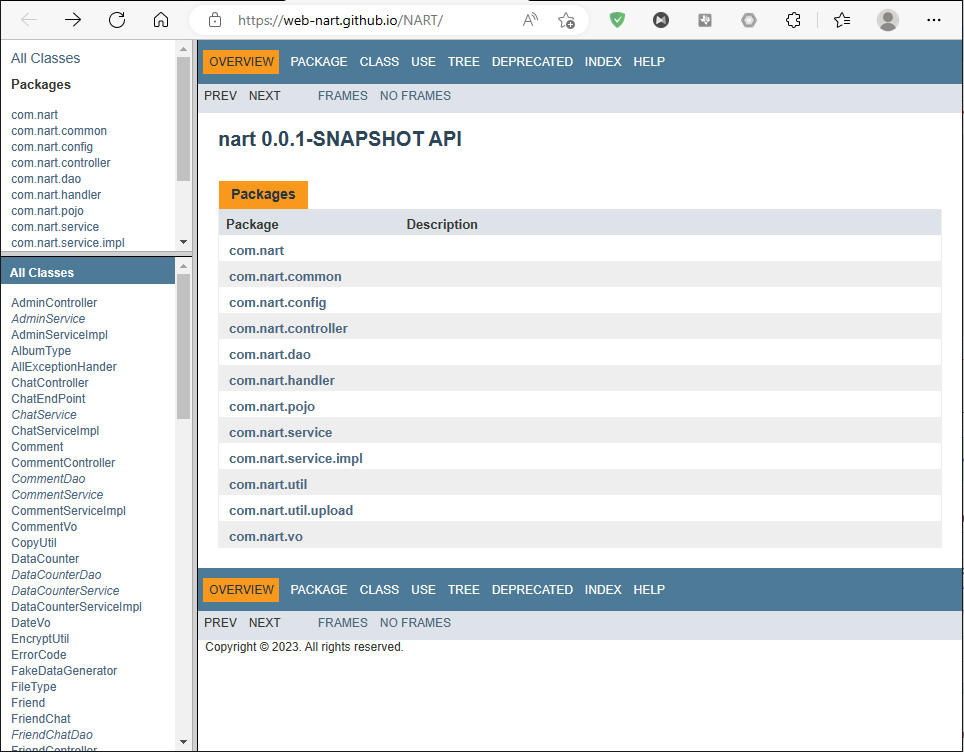 https://web-nart.github.io/NART/
All Classes
Packages
com.nart
com.nart.common
com.nart.config
com.nart.controller
com.nart.dao
com.nart.handler
com.nart.pojo
com.nart.service
com.nart.service.impl
All Classes
AdminController
AdminService
AdminServiceImpl
AlbumType
AllExceptionHander
ChatController
ChatEndPoint
ChatService
ChatServiceImpl
Comment
CommentController
CommentDao
CommentService
CommentServiceImpl
CommentVo
CopyUtil
DataCounter
DataCounterDao
DataCounterService
DataCounterServiceImpl
DateVo
EncryptUtil
ErrorCode
FakeDataGenerator
FileType
Friend
FriendChat
FriendChatDao
FriendController
OVERVIEW PACKAGE CLASS USE TREE DEPRECATED INDEX HELP
PREV NEXT FRAMES NO FRAMES
nart 0.0.1-SNAPSHOT API
Packages
Package Description
com.nart
com.nart.common
com.nart.config
com.nart.controller
com.nart.dao
com.nart.handler
com.nart.pojo
com.nart.service
com.nart.service.impl
com.nart.util
com.nart.util.upload
com.nart.vo
OVERVIEW PACKAGE CLASS USE TREE DEPRECATED INDEX HELP
PREV NEXT FRAMES NO FRAMES
Copyright © 2023. All rights reserved.